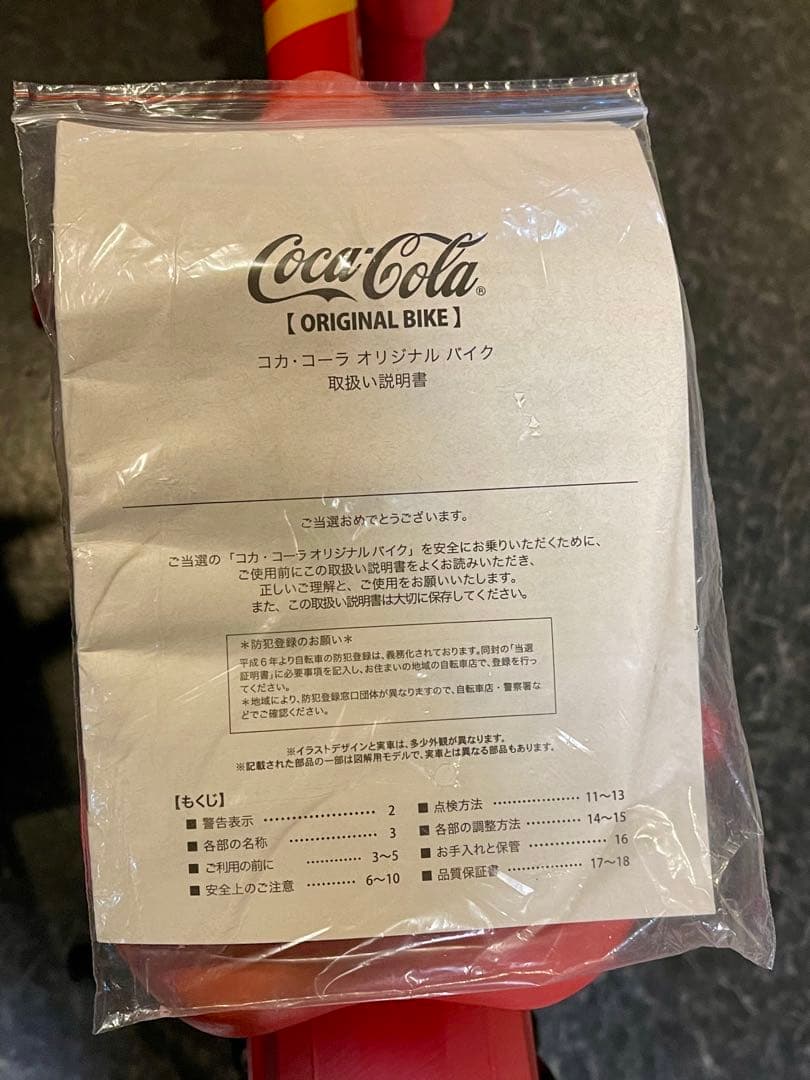 Coca-Cola®
【 ORIGINAL BIKE 】
コカ・コーラ オリジナル バイク
取扱い説明書
ご当選おめでとうございます。
ご当選の「コカ・コーラ オリジナル バイク」を安全にお乗りいただくために、
ご使用前にこの取扱い説明書をよくお読みいただき、
正しいご理解と、ご使用をお願いいたします。
また、この取扱い説明書は大切に保存してください。
＊防犯登録のお願い＊
平成６年より自転車の防犯登録は、義務化されております。同封の「当選
証明書」に必要事項を記入し、お住まいの地域の自転車店で、登録を行っ
てください。
＊地域により、防犯登録窓口団体が異なりますので、自転車店・警察署な
どでご確認ください。
※イラストデザインと実車は、多少外観が異なります。
※記載された部品の一部は図解用モデルで、実車とは異なる部品もあります。
【もくじ】
■ 警告表示 ・・・・・・・・・・・・・・・ 2
■ 各部の名称 ・・・・・・・・・・・・ 3
■ ご利用の前に ・・・・・・・・・・・ 3〜5
■ 安全上のご注意 ・・・・・・・・・・ 6〜10
■ 点検方法 ・・・・・・・・・・・・・・・ 11〜13
■ 各部の調整方法 ・・・・・・・・・・ 14〜15
■ お手入れと保管 ・・・・・・・・・・・・ 16
■ 品質保証書 ・・・・・・・・・・・・・・ 17〜18